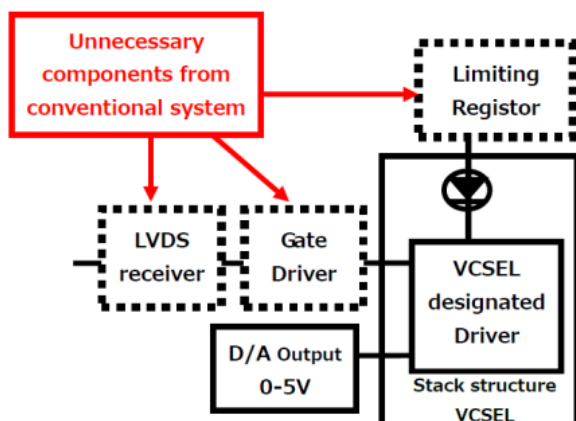 Unnecessary
components from
conventional system
Limiting
Registor
LVDS
receiver
Gate
Driver
VCSEL
designated
Driver
D/A Output
0-5V
Stack structure
VCSEL